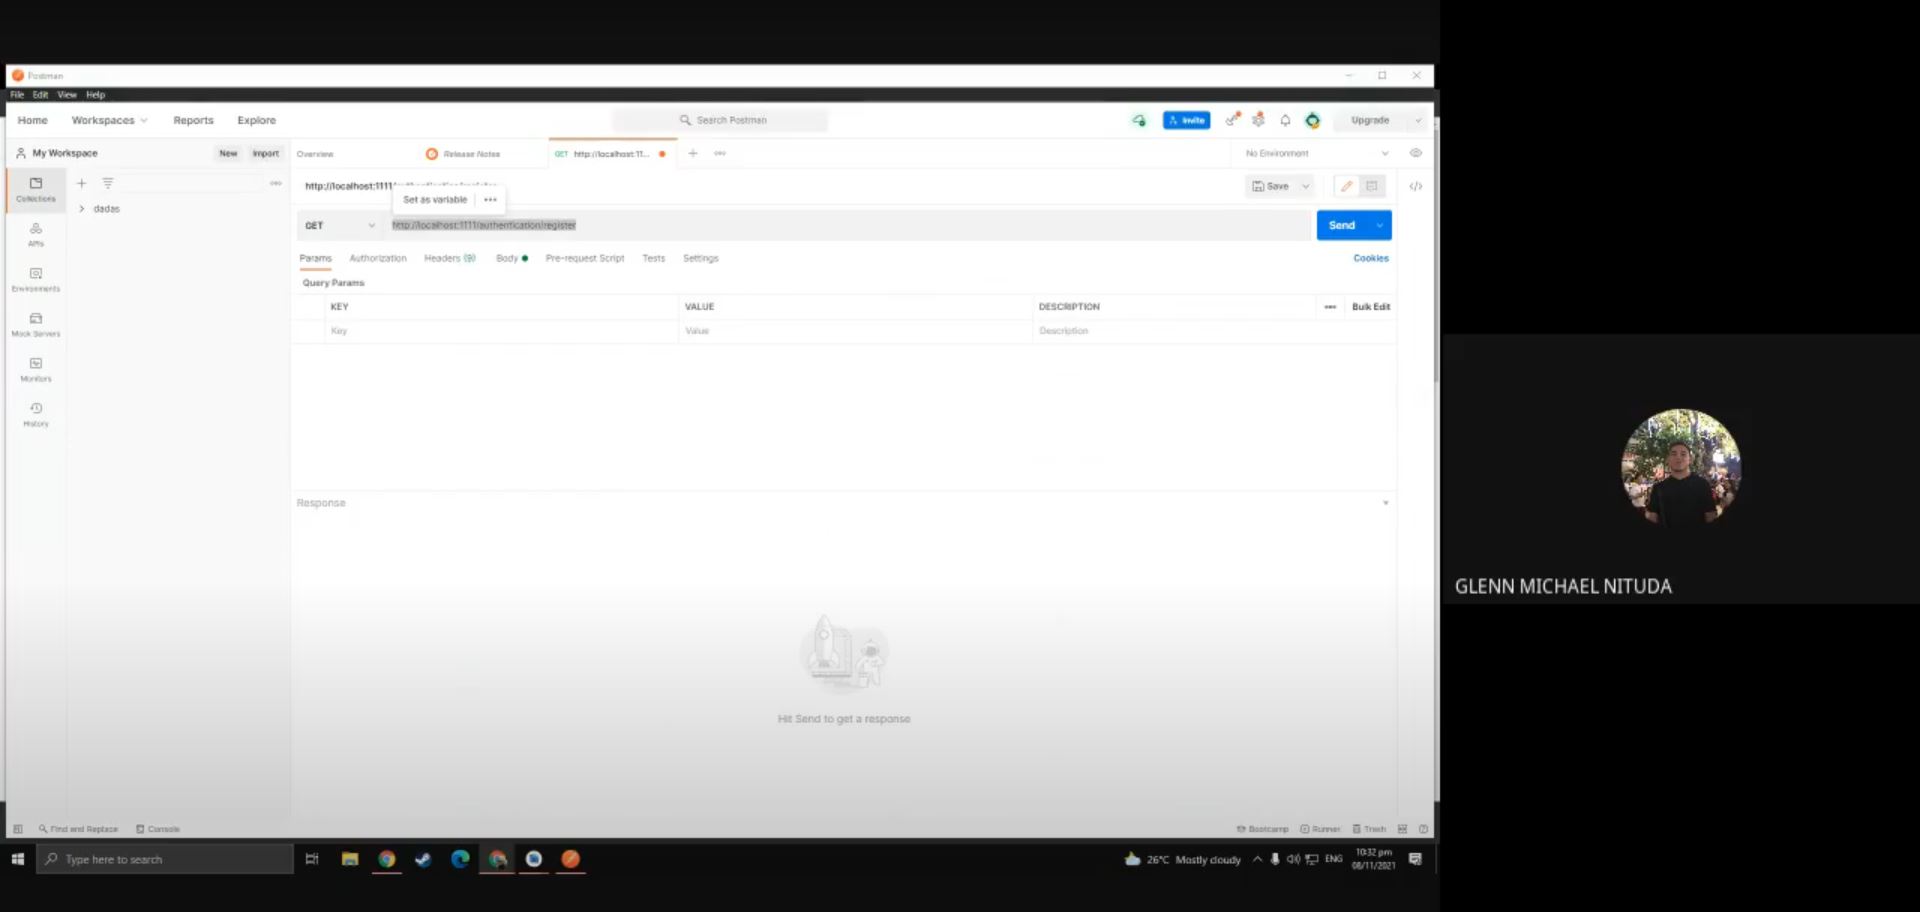 Postman
File Edit View Help
Home Workspaces Reports Explore Search Postman Invite Upgrade
My Workspace New Import Overview Release Notes GET http://localhost:11... No Environment
http://localhost:1111 Save
Set as variable
GET http://localhost:1111/authentication/register Send
Params Authorization Headers (9) Body Pre-request Script Tests Settings Cookies
Query Params
KEY VALUE DESCRIPTION Bulk Edit
Key Value Description
Collections
dadas
APIs
Environments
Mock Servers
Monitors
History
Response
Hit Send to get a response
Find and Replace Console Bootcamp Runner Trash
Type here to search 26°C Mostly cloudy ENG 10:32 pm
08/11/2021
GLENN MICHAEL NITUDA